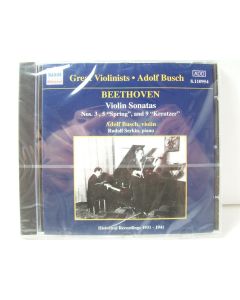 Great Violinists • Adolf Busch
ADD
8.110954
BEETHOVEN
Violin Sonatas
Nos. 3, 5 "Spring", and 9 "Kreutzer"
Adolf Busch, violin
Rudolf Serkin, piano
Historical Recordings 1931 - 1941